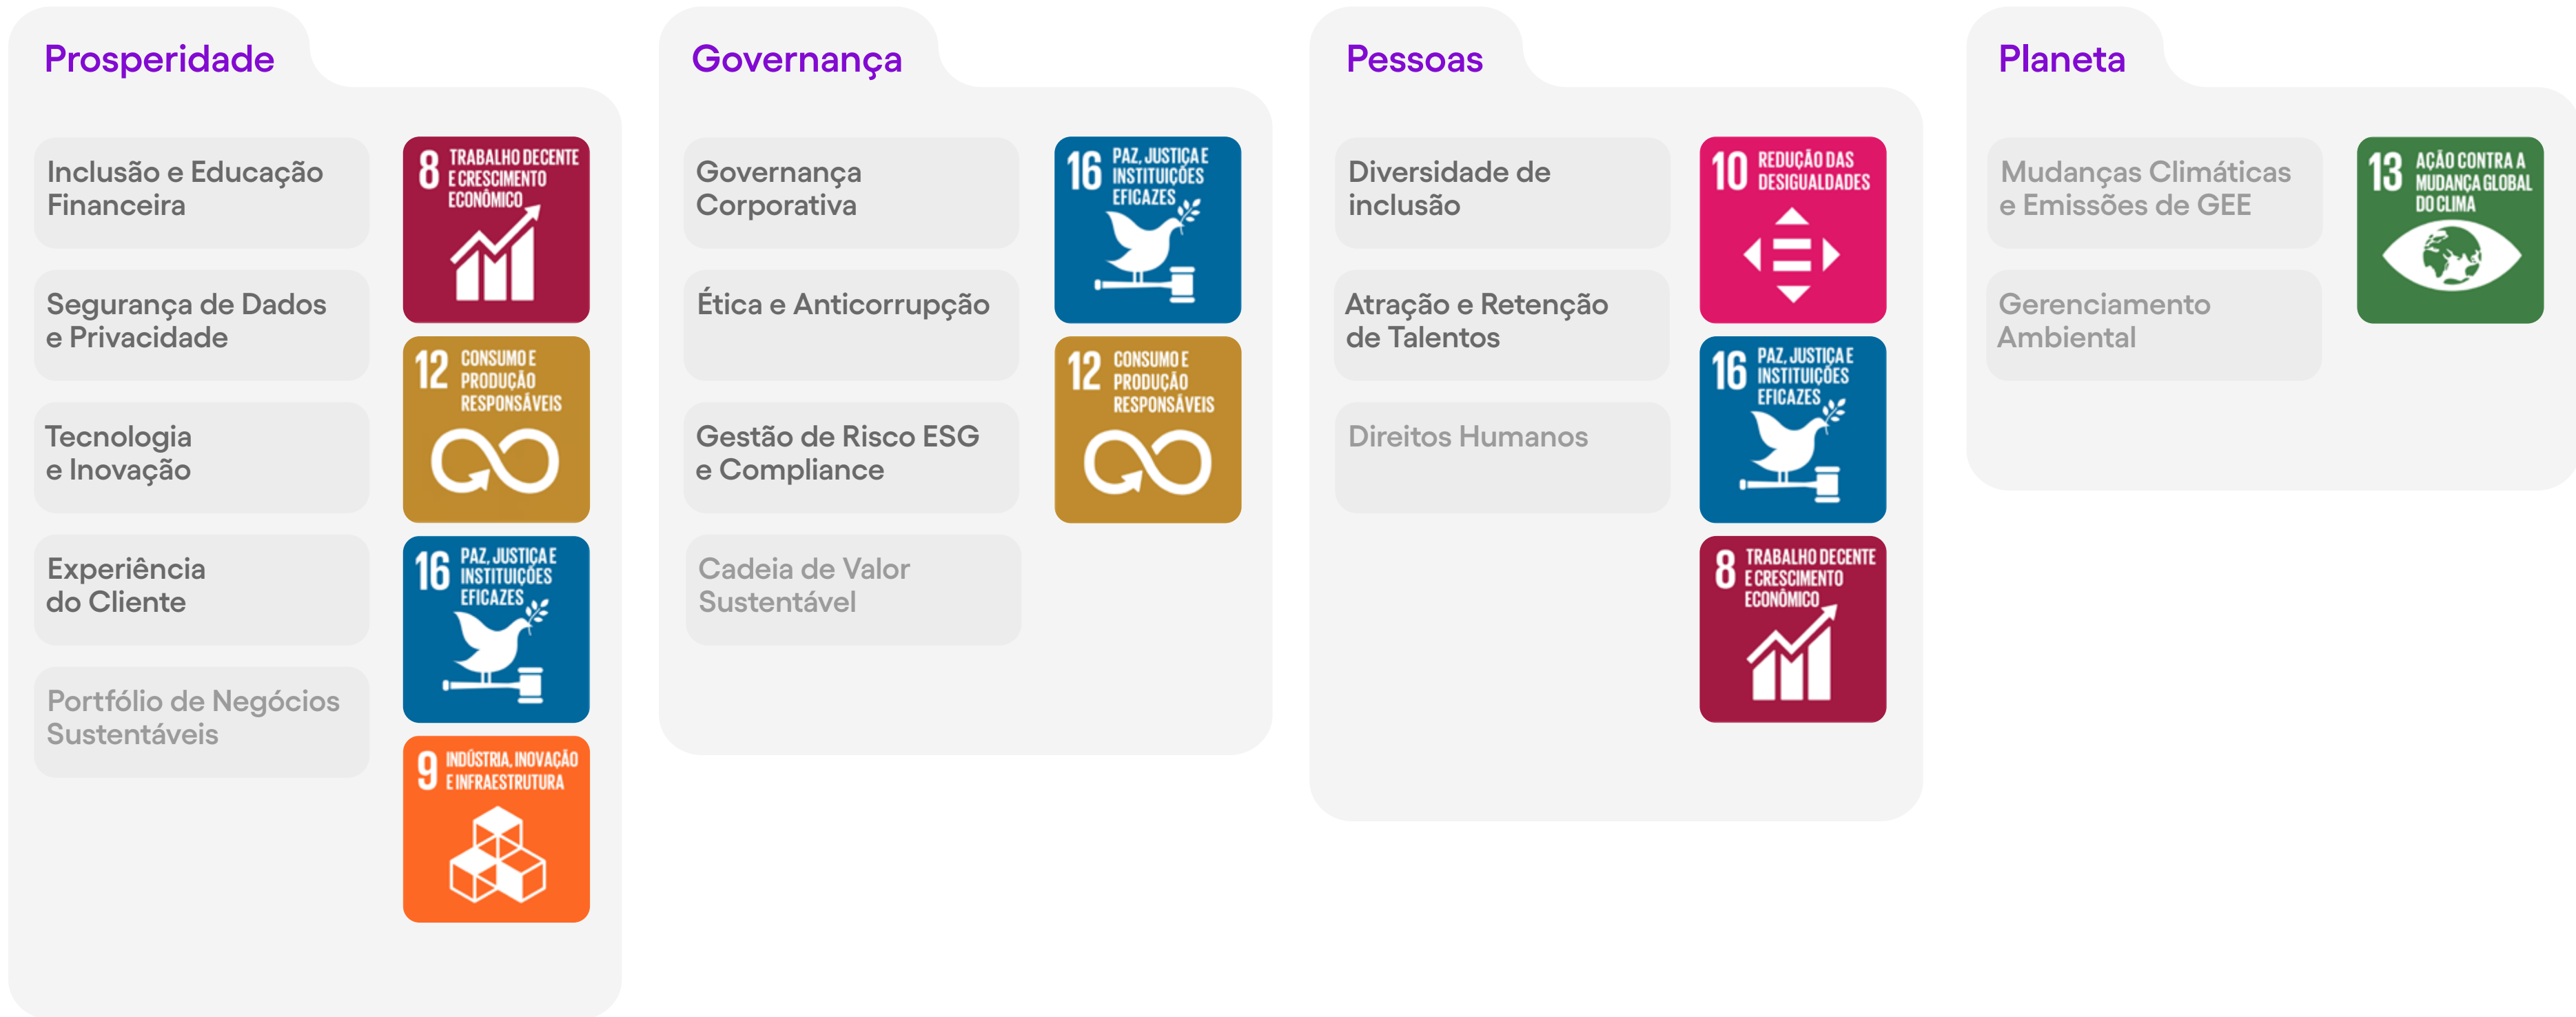 Prosperidade
Inclusão e Educação
Financeira
Segurança de Dados
e Privacidade
Tecnologia
e Inovação
Experiência
do Cliente
Portfólio de Negócios
Sustentáveis
8 TRABALHO DECENTE
E CRESCIMENTO
ECONÔMICO
12 CONSUMO E
PRODUÇÃO
RESPONSÁVEIS
16 PAZ, JUSTIÇA E
INSTITUIÇÕES
EFICAZES
9 INDÚSTRIA, INOVAÇÃO
E INFRAESTRUTURA
Governança
Governança
Corporativa
Ética e Anticorrupção
Gestão de Risco ESG
e Compliance
Cadeia de Valor
Sustentável
16 PAZ, JUSTIÇA E
INSTITUIÇÕES
EFICAZES
12 CONSUMO E
PRODUÇÃO
RESPONSÁVEIS
Pessoas
Diversidade de
inclusão
Atração e Retenção
de Talentos
Direitos Humanos
10 REDUÇÃO DAS
DESIGUALDADES
16 PAZ, JUSTIÇA E
INSTITUIÇÕES
EFICAZES
8 TRABALHO DECENTE
E CRESCIMENTO
ECONÔMICO
Planeta
Mudanças Climáticas
e Emissões de GEE
Gerenciamento
Ambiental
13 AÇÃO CONTRA A
MUDANÇA GLOBAL
DO CLIMA